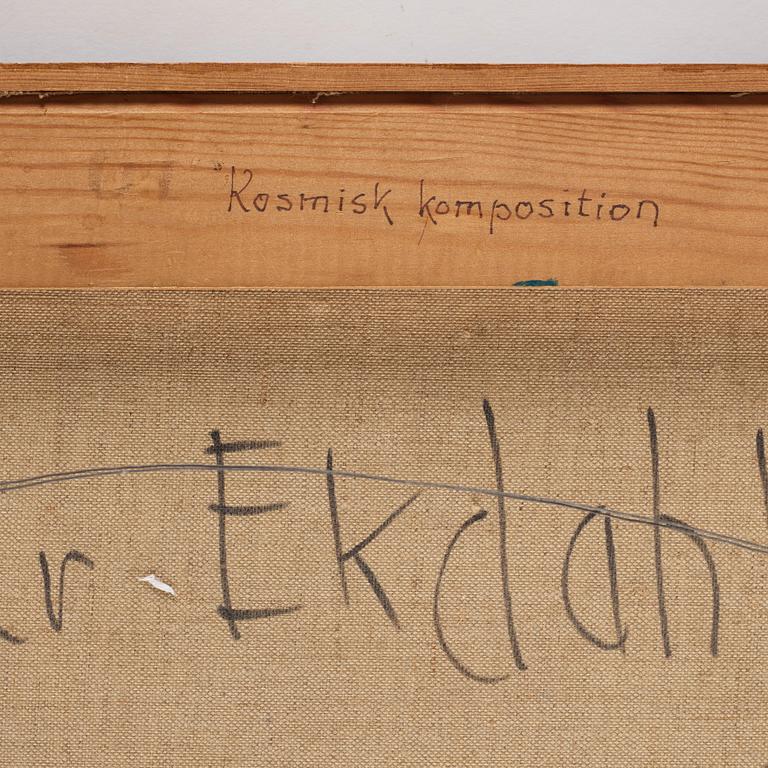 Kosmisk komposition
r. Ekdahl